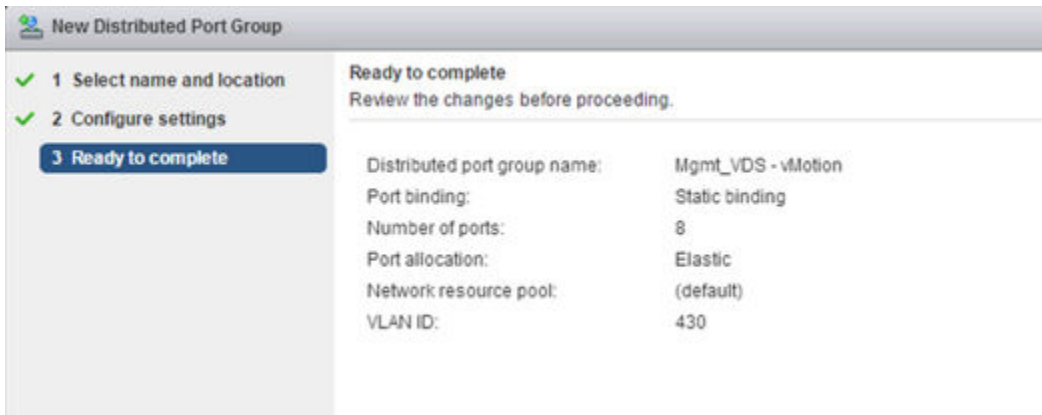 New Distributed Port Group
1 Select name and location
2 Configure settings
3 Ready to complete
Ready to complete
Review the changes before proceeding.
Distributed port group name: Mgmt_VDS - vMotion
Port binding: Static binding
Number of ports: 8
Port allocation: Elastic
Network resource pool: (default)
VLAN ID: 430